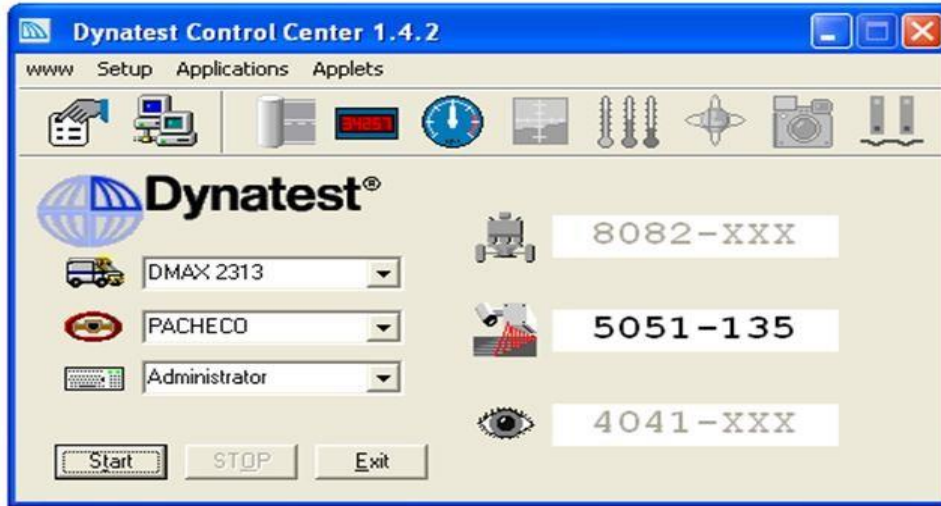 Dynatest Control Center 1.4.2
www Setup Applications Applets
34257
Dynatest®
8082-XXX
DMAX 2313
PACHECO
5051-135
Administrator
4041-XXX
Start STOP Exit